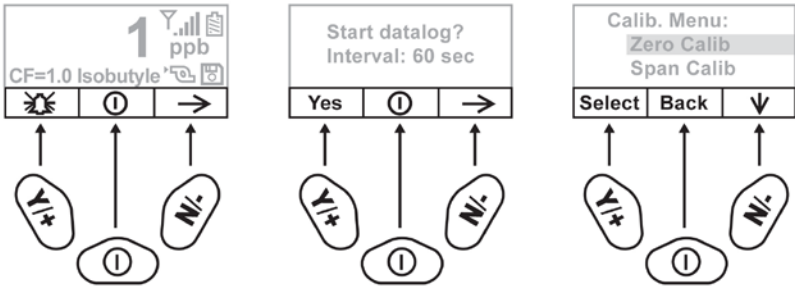 1
ppb
CF=1.0 Isobutyle
Y/+
N/-
Start datalog?
Interval: 60 sec
Yes
Y/+
N/-
Calib. Menu:
Zero Calib
Span Calib
Select Back
Y/+
N/-